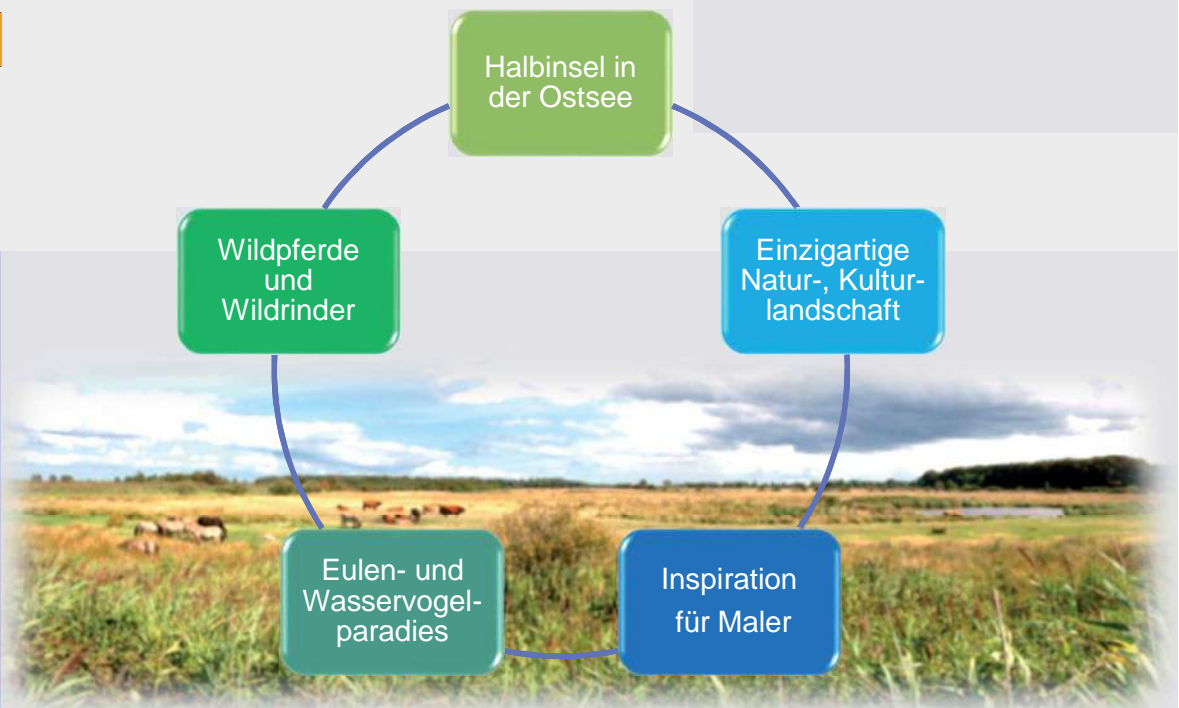 Halbinsel in
der Ostsee
Wildpferde
und
Wildrinder
Einzigartige
Natur-, Kultur-
landschaft
Eulen- und
Wasservogel-
paradies
Inspiration
für Maler